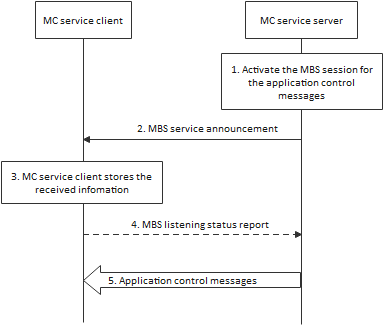 MC service client
MC service server
1. Activate the MBS session for
the application control
messages
2. MBS service announcement
3. MC service client stores the
received infomation
4. MBS listening status report
5. Application control messages